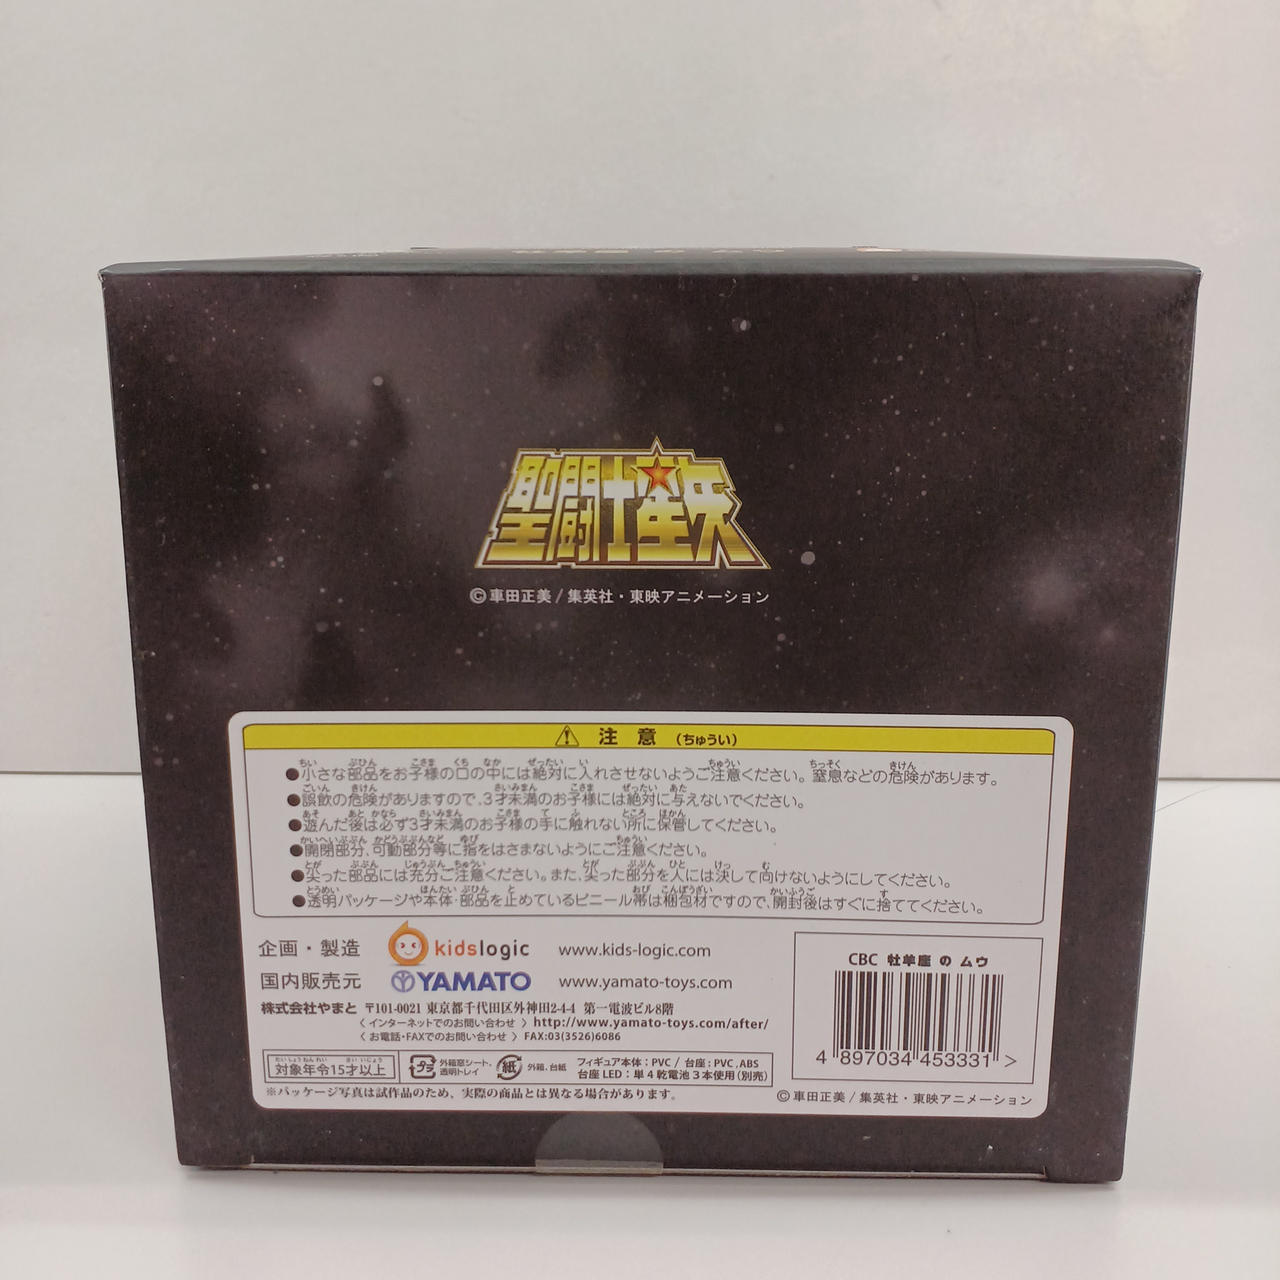 聖闘士星矢
©車田正美/集英社・東映アニメーション
⚠ 注意 (ちゅうい)
●小さな部品をお子様の口の中には絶対に入れさせないようご注意ください。窒息などの危険があります。
●誤飲の危険がありますので、3才未満のお子様には絶対に与えないでください。
●遊んだ後は必ず3才未満のお子様の手に触れない所に保管してください。
●開閉部分、可動部分等に指をはさまないようにご注意ください。
●尖った部品には充分ご注意ください。また、尖った部分を人には決して向けないようにしてください。
●透明パッケージや本体・部品を止めているビニール帯は梱包材ですので、開封後はすぐに捨ててください。
企画・製造 kidslogic www.kids-logic.com
国内販売元 YAMATO www.yamato-toys.com
株式会社やまと 〒101-0021 東京都千代田区外神田2-4-4 第一電波ビル8階
〈インターネットでのお問い合わせ〉http://www.yamato-toys.com/after/
〈お電話・FAXでのお問い合わせ〉FAX:03(3526)6086
対象年令15才以上
プラ 外箱窓シート、透明トレイ
紙 外箱、台紙
フィギュア本体:PVC/台座:PVC,ABS
台座LED:単4乾電池3本使用(別売)
※パッケージ写真は試作品のため、実際の商品とは異なる場合があります。
CBC 牡羊座のムウ
4 897034 453331 >
©車田正美/集英社・東映アニメーション